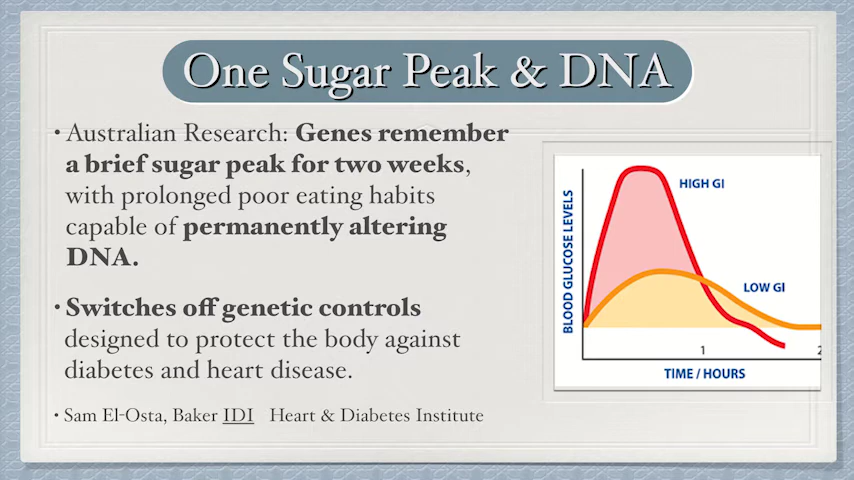 One Sugar Peak & DNA
• Australian Research: Genes remember
a brief sugar peak for two weeks,
with prolonged poor eating habits
capable of permanently altering
DNA.
• Switches off genetic controls
designed to protect the body against
diabetes and heart disease.
• Sam El-Osta, Baker IDI Heart & Diabetes Institute
BLOOD GLUCOSE LEVELS
HIGH GI
LOW GI
1
2
TIME / HOURS